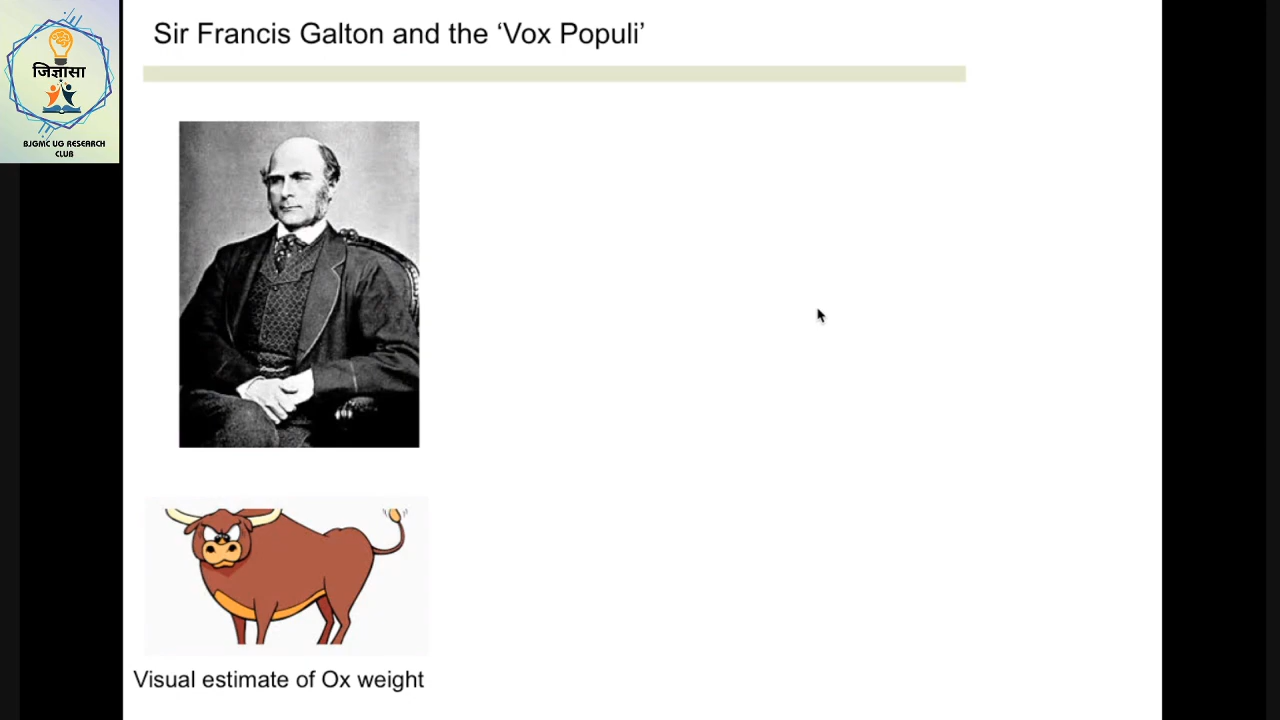 Sir Francis Galton and the ‘Vox Populi’
जिज्ञासा
BJGMC UG RESEARCH
CLUB
Visual estimate of Ox weight